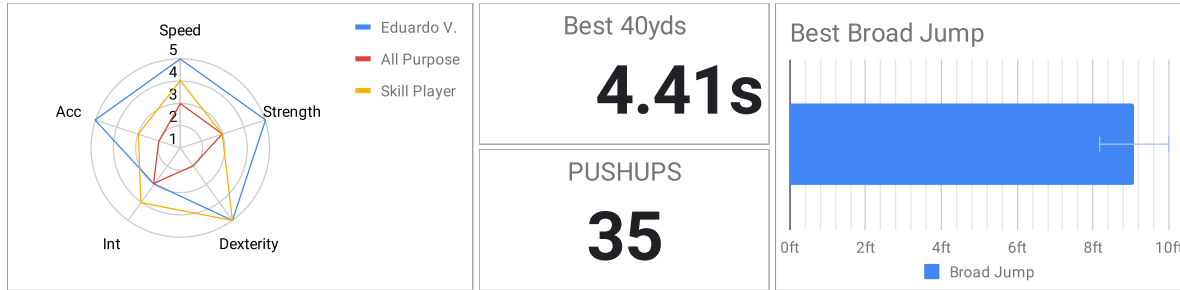 Speed
5
4
3
2
1
Acc
Strength
Int
Dexterity
Eduardo V.
All Purpose
Skill Player
Best 40yds
4.41s
PUSHUPS
35
Best Broad Jump
0ft 2ft 4ft 6ft 8ft 10ft
Broad Jump